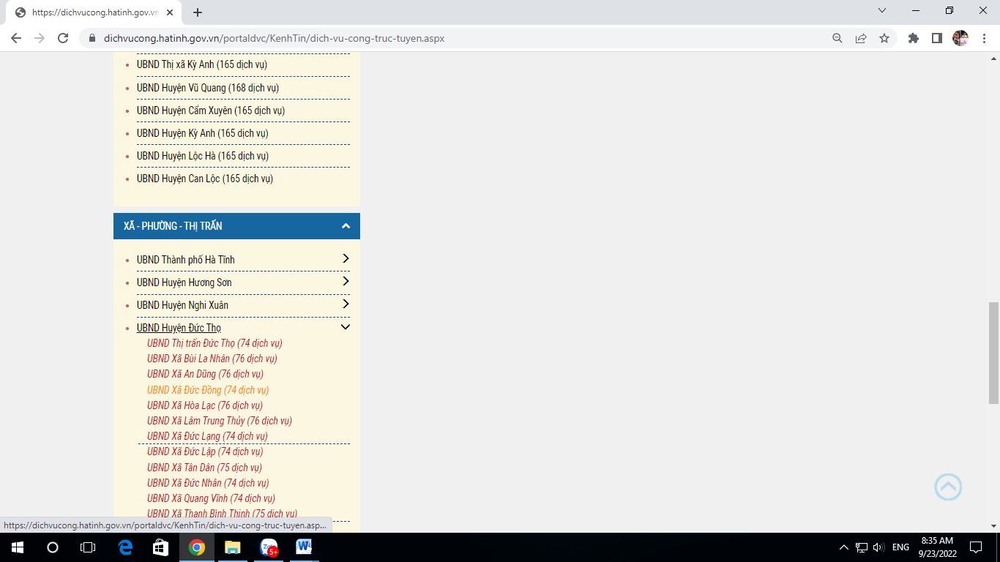 https://dichvucong.hatinh.gov.vn
dichvucong.hatinh.gov.vn/portaldvc/KenhTin/dich-vu-cong-truc-tuyen.aspx
UBND Thị xã Kỳ Anh (165 dịch vụ)
UBND Huyện Vũ Quang (168 dịch vụ)
UBND Huyện Cẩm Xuyên (165 dịch vụ)
UBND Huyện Kỳ Anh (165 dịch vụ)
UBND Huyện Lộc Hà (165 dịch vụ)
UBND Huyện Can Lộc (165 dịch vụ)
XÃ - PHƯỜNG - THỊ TRẤN
UBND Thành phố Hà Tĩnh
UBND Huyện Hương Sơn
UBND Huyện Nghi Xuân
UBND Huyện Đức Thọ
UBND Thị trấn Đức Thọ (74 dịch vụ)
UBND Xã Bùi La Nhân (76 dịch vụ)
UBND Xã An Dũng (76 dịch vụ)
UBND Xã Đức Đồng (74 dịch vụ)
UBND Xã Hòa Lạc (76 dịch vụ)
UBND Xã Lâm Trung Thủy (76 dịch vụ)
UBND Xã Đức Lạng (74 dịch vụ)
UBND Xã Đức Lập (74 dịch vụ)
UBND Xã Tân Dân (75 dịch vụ)
UBND Xã Đức Nhân (74 dịch vụ)
UBND Xã Quang Vĩnh (74 dịch vụ)
UBND Xã Thanh Bình Thịnh (75 dịch vụ)
https://dichvucong.hatinh.gov.vn/portaldvc/KenhTin/dich-vu-cong-truc-tuyen.asp...
Zalo
5+
ENG
8:35 AM
9/23/2022